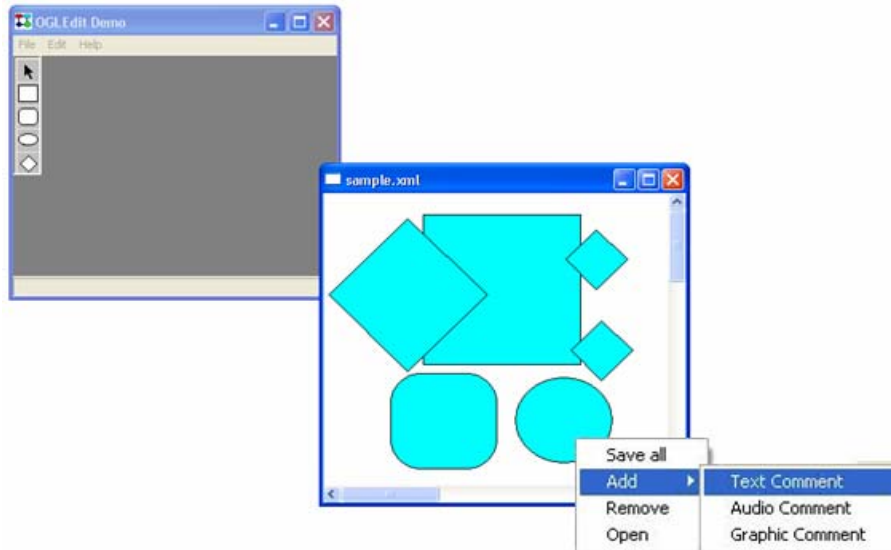 OGLEdit Demo
File Edit Help
sample.xml
Save all
Add
Text Comment
Remove
Audio Comment
Open
Graphic Comment